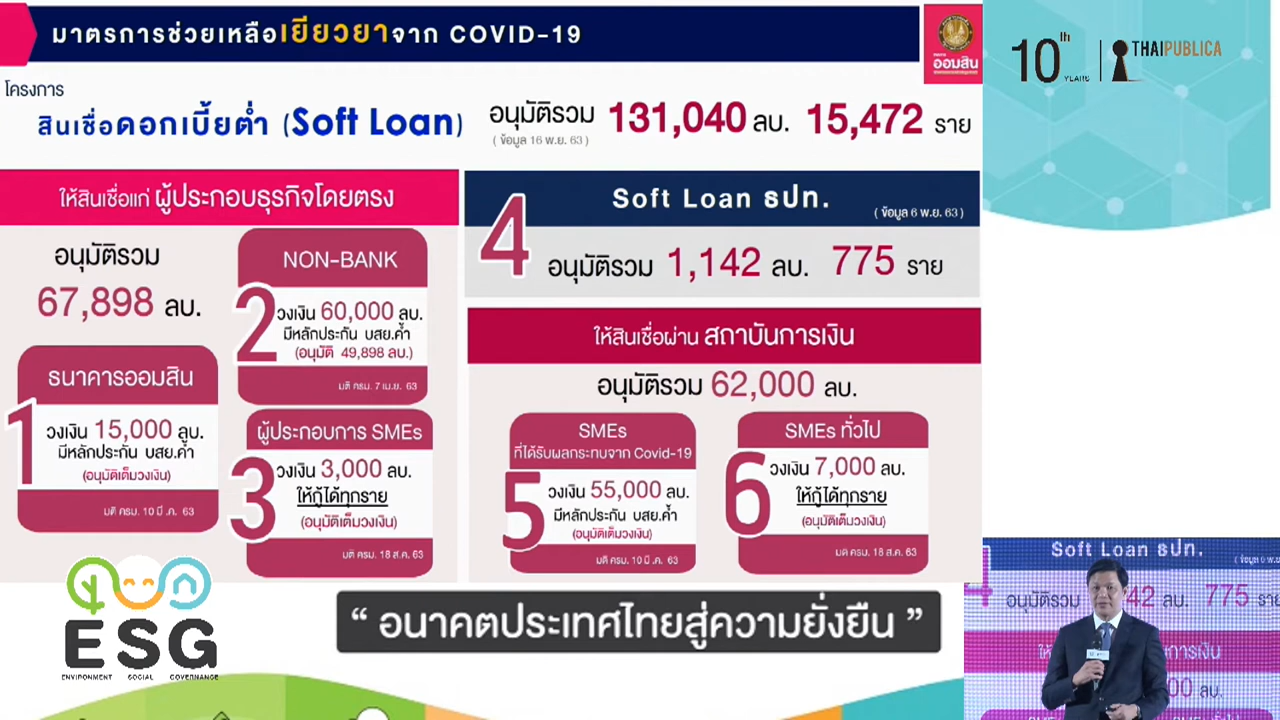 มาตรการช่วยเหลือเยียวยาจาก COVID-19
ออมสิน
10th YEARS
THAIPUBLICA
โครงการ
สินเชื่อดอกเบี้ยต่ำ (Soft Loan)
อนุมัติรวม 131,040 ลบ. 15,472 ราย
( ข้อมูล 16 พ.ย. 63 )
ให้สินเชื่อแก่ ผู้ประกอบธุรกิจโดยตรง
อนุมัติรวม
67,898 ลบ.
1
ธนาคารออมสิน
วงเงิน 15,000 ลบ.
มีหลักประกัน บสย.ค้ำ
(อนุมัติเต็มวงเงิน)
มติ ครม. 10 มี .ค. 63
2
NON-BANK
วงเงิน 60,000 ลบ.
มีหลักประกัน บสย.ค้ำ
(อนุมัติ 49,898 ลบ.)
มติ ครม. 7 เม.ย. 63
3
ผู้ประกอบการ SMEs
วงเงิน 3,000 ลบ.
ให้กู้ได้ทุกราย
(อนุมัติเต็มวงเงิน)
มติ ครม. 18 ส.ค. 63
4
Soft Loan ธปท.
( ข้อมูล 6 พ.ย. 63 )
อนุมัติรวม 1,142 ลบ. 775 ราย
ให้สินเชื่อผ่าน สถาบันการเงิน
อนุมัติรวม 62,000 ลบ.
5
SMEs
ที่ได้รับผลกระทบจาก Covid-19
วงเงิน 55,000 ลบ.
มีหลักประกัน บสย.ค้ำ
(อนุมัติเต็มวงเงิน)
มติ ครม. 10 มี .ค. 63
6
SMEs ทั่วไป
วงเงิน 7,000 ลบ.
ให้กู้ได้ทุกราย
(อนุมัติเต็มวงเงิน)
มติ ครม. 18 ส.ค. 63
ESG
ENVIRONMENT SOCIAL GOVERNANCE
“ อนาคตประเทศไทยสู่ความยั่งยืน ”
Soft Loan ธปท.
อนุมัติรวม 42 ลบ. 775 ราย
00 ลบ.